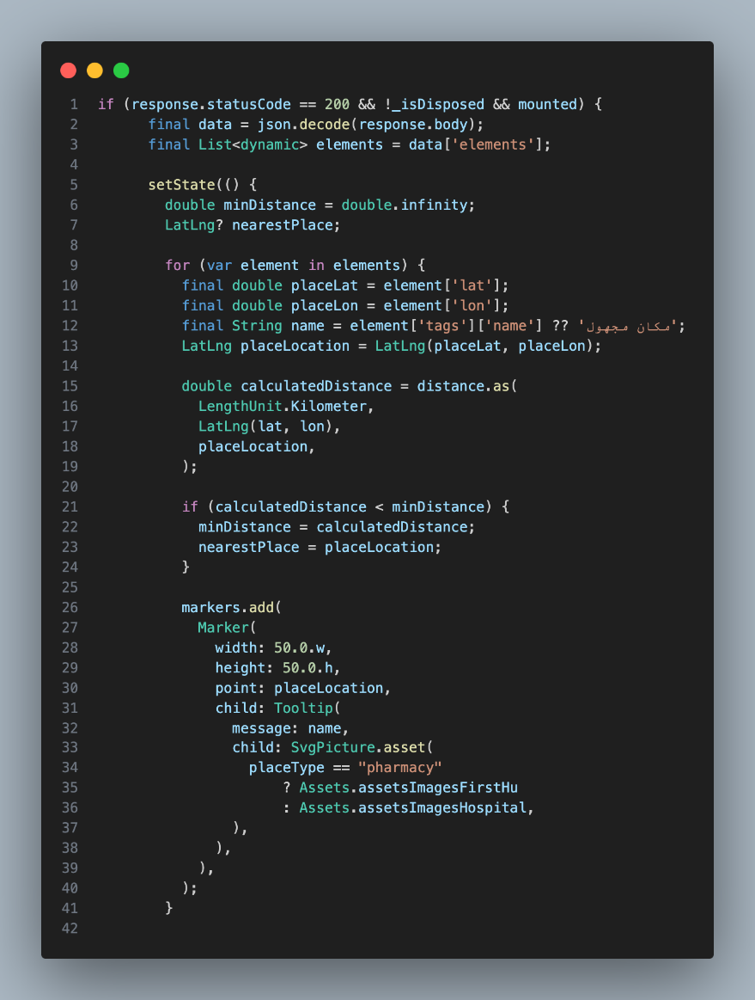 1 if (response.statusCode == 200 && !_isDisposed && mounted) {
2 final data = json.decode(response.body);
3 final List<dynamic> elements = data['elements'];
4
5 setState(() {
6 double minDistance = double.infinity;
7 LatLng? nearestPlace;
8
9 for (var element in elements) {
10 final double placeLat = element['lat'];
11 final double placeLon = element['lon'];
12 final String name = element['tags']['name'] ?? 'مكان مجهول';
13 LatLng placeLocation = LatLng(placeLat, placeLon);
14
15 double calculatedDistance = distance.as(
16 LengthUnit.Kilometer,
17 LatLng(lat, lon),
18 placeLocation,
19 );
20
21 if (calculatedDistance < minDistance) {
22 minDistance = calculatedDistance;
23 nearestPlace = placeLocation;
24 }
25
26 markers.add(
27 Marker(
28 width: 50.0.w,
29 height: 50.0.h,
30 point: placeLocation,
31 child: Tooltip(
32 message: name,
33 child: SvgPicture.asset(
34 placeType == "pharmacy"
35 ? Assets.assetsImagesFirstHu
36 : Assets.assetsImagesHospital,
37 ),
38 ),
39 ),
40 );
41 }
42